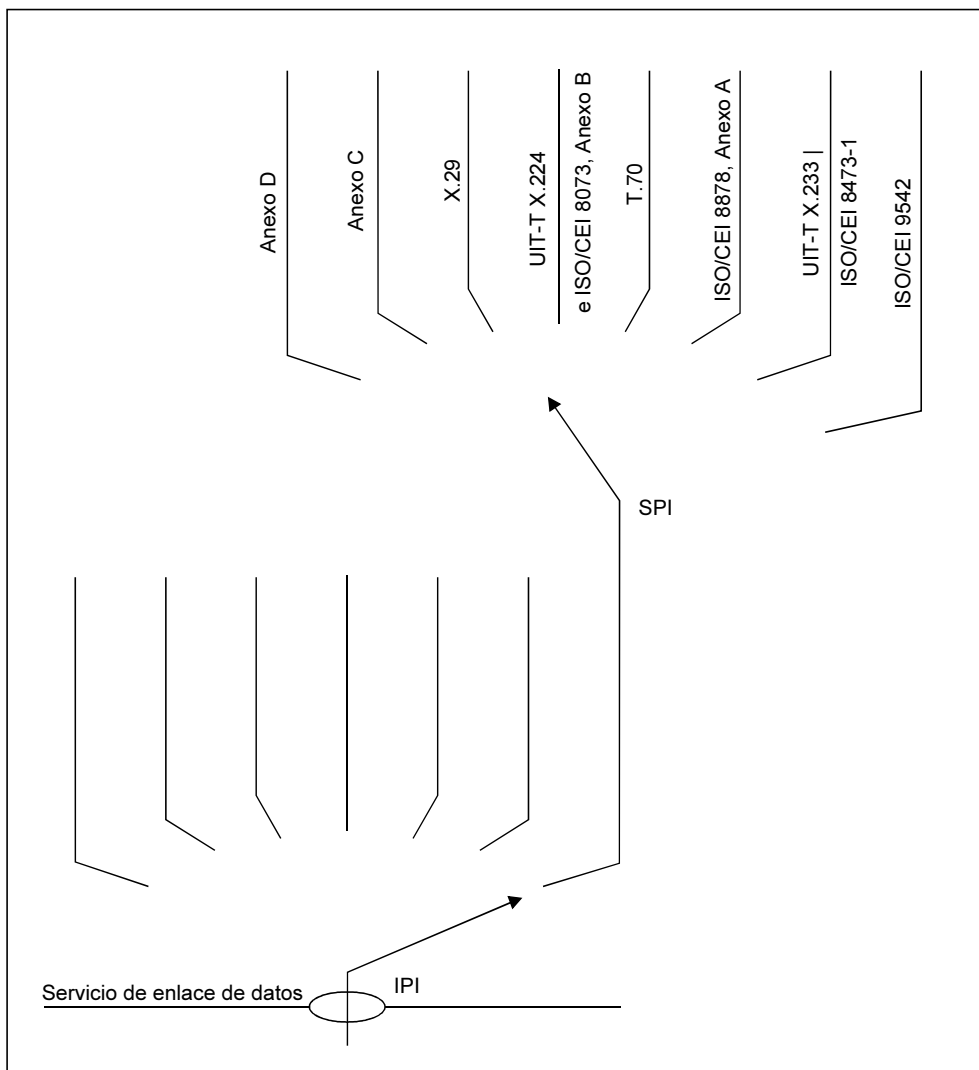 Anexo D
Anexo C
X.29
UIT-T X.224
e ISO/CEI 8073, Anexo B
T.70
ISO/CEI 8878, Anexo A
UIT-T X.233 |
ISO/CEI 8473-1
ISO/CEI 9542
SPI
Servicio de enlace de datos
IPI